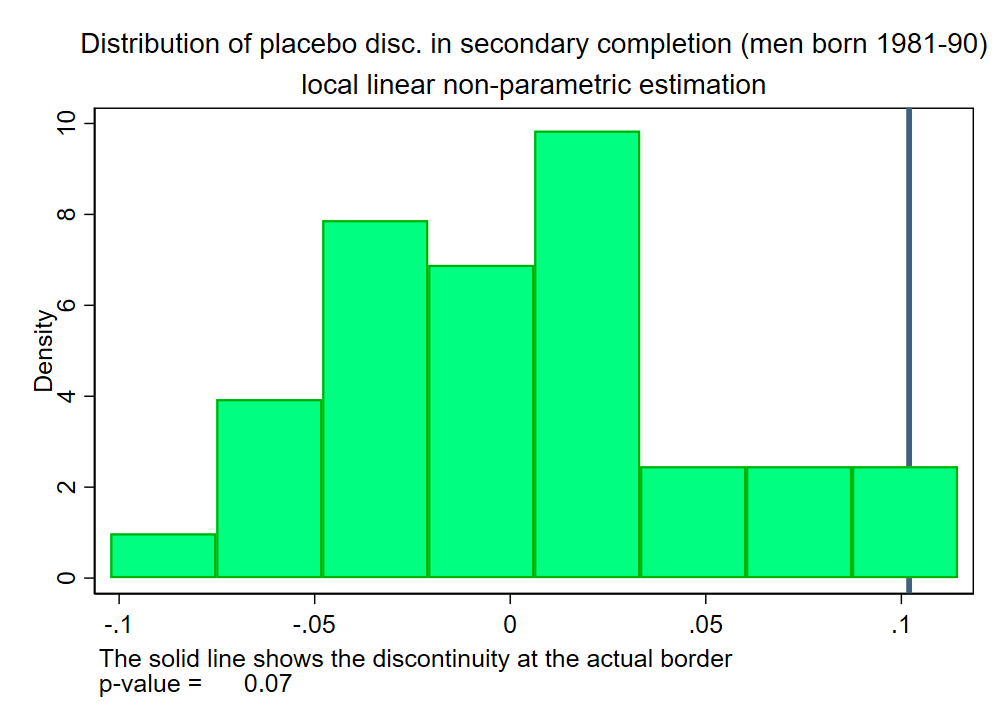 Distribution of placebo disc. in secondary completion (men born 1981-90)
local linear non-parametric estimation
10
8
6
4
2
0
Density
-.1 -.05 0 .05 .1
The solid line shows the discontinuity at the actual border
p-value = 0.07